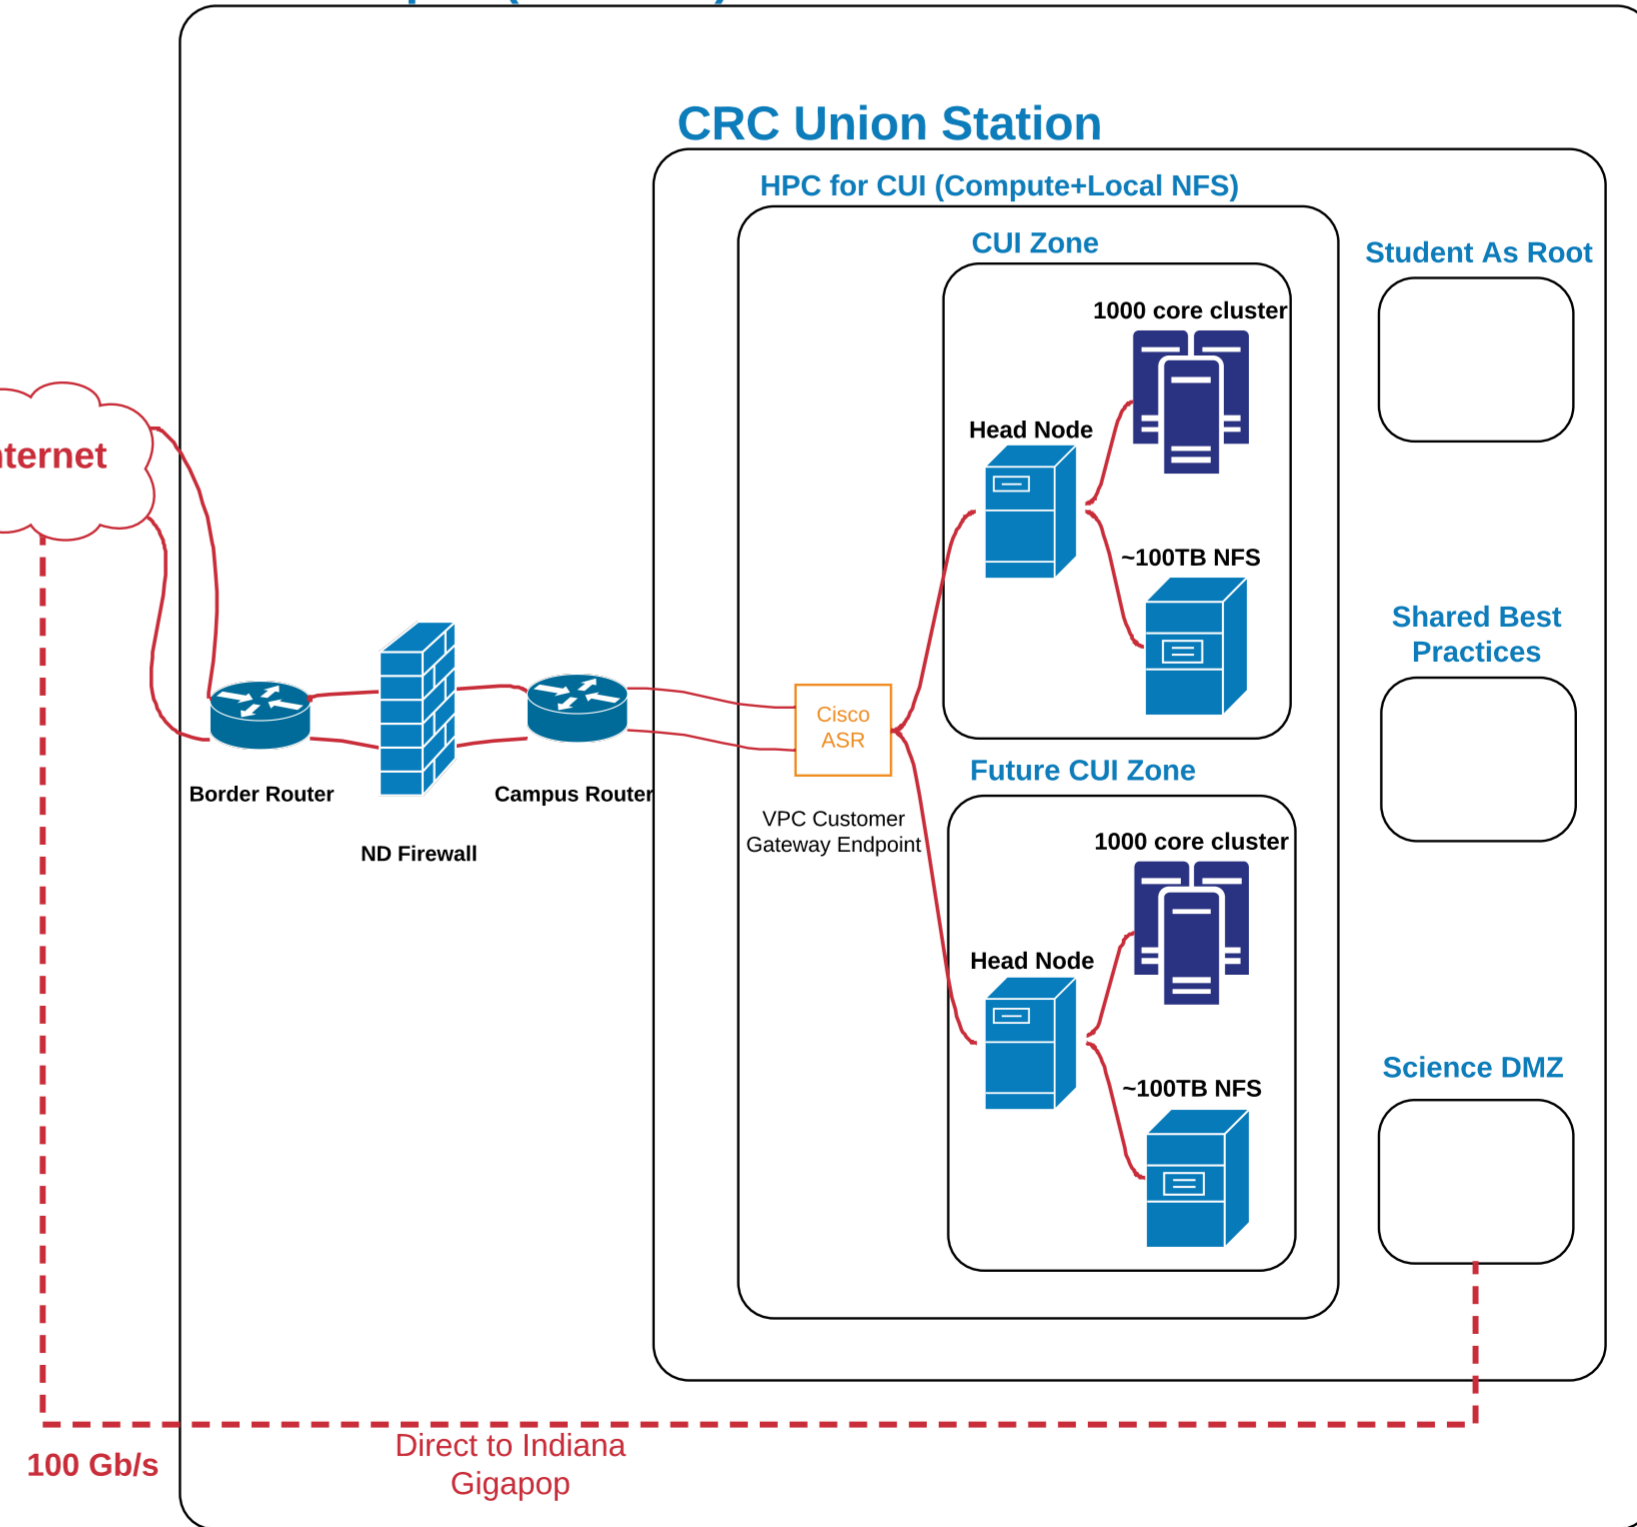 CRC Union Station
HPC for CUI (Compute+Local NFS)
CUI Zone
Student As Root
1000 core cluster
Head Node
nternet
~100TB NFS
Shared Best
Practices
Cisco
ASR
Future CUI Zone
Border Router
Campus Router
VPC Customer
Gateway Endpoint
ND Firewall
1000 core cluster
Head Node
Science DMZ
~100TB NFS
Direct to Indiana
Gigapop
100 Gb/s